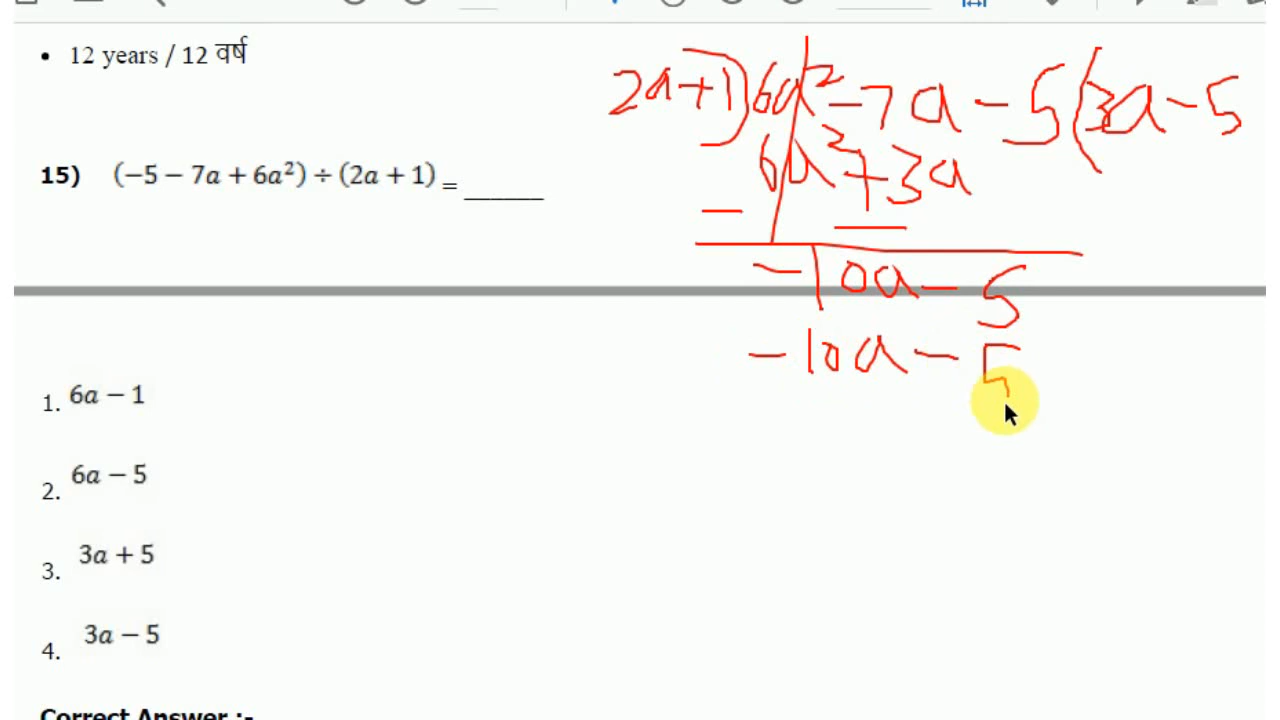 • 12 years / 12 वर्ष
15) (−5 − 7a + 6a²) ÷ (2a + 1) = ______
2a+1)6a²−7a−5(3a−5
6a²+3a
− −
−10a−5
−10a−5
1. 6a − 1
2. 6a − 5
3. 3a + 5
4. 3a − 5
Correct Answer :-